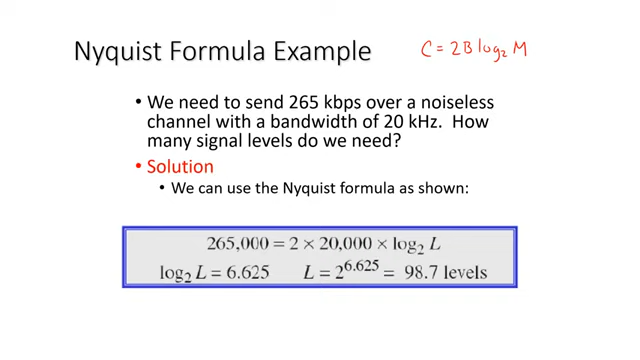 Nyquist Formula Example
C = 2B log₂ M
• We need to send 265 kbps over a noiseless
channel with a bandwidth of 20 kHz. How
many signal levels do we need?
• Solution
• We can use the Nyquist formula as shown:
265,000 = 2 × 20,000 × log₂ L
log₂ L = 6.625 L = 2^6.625 = 98.7 levels